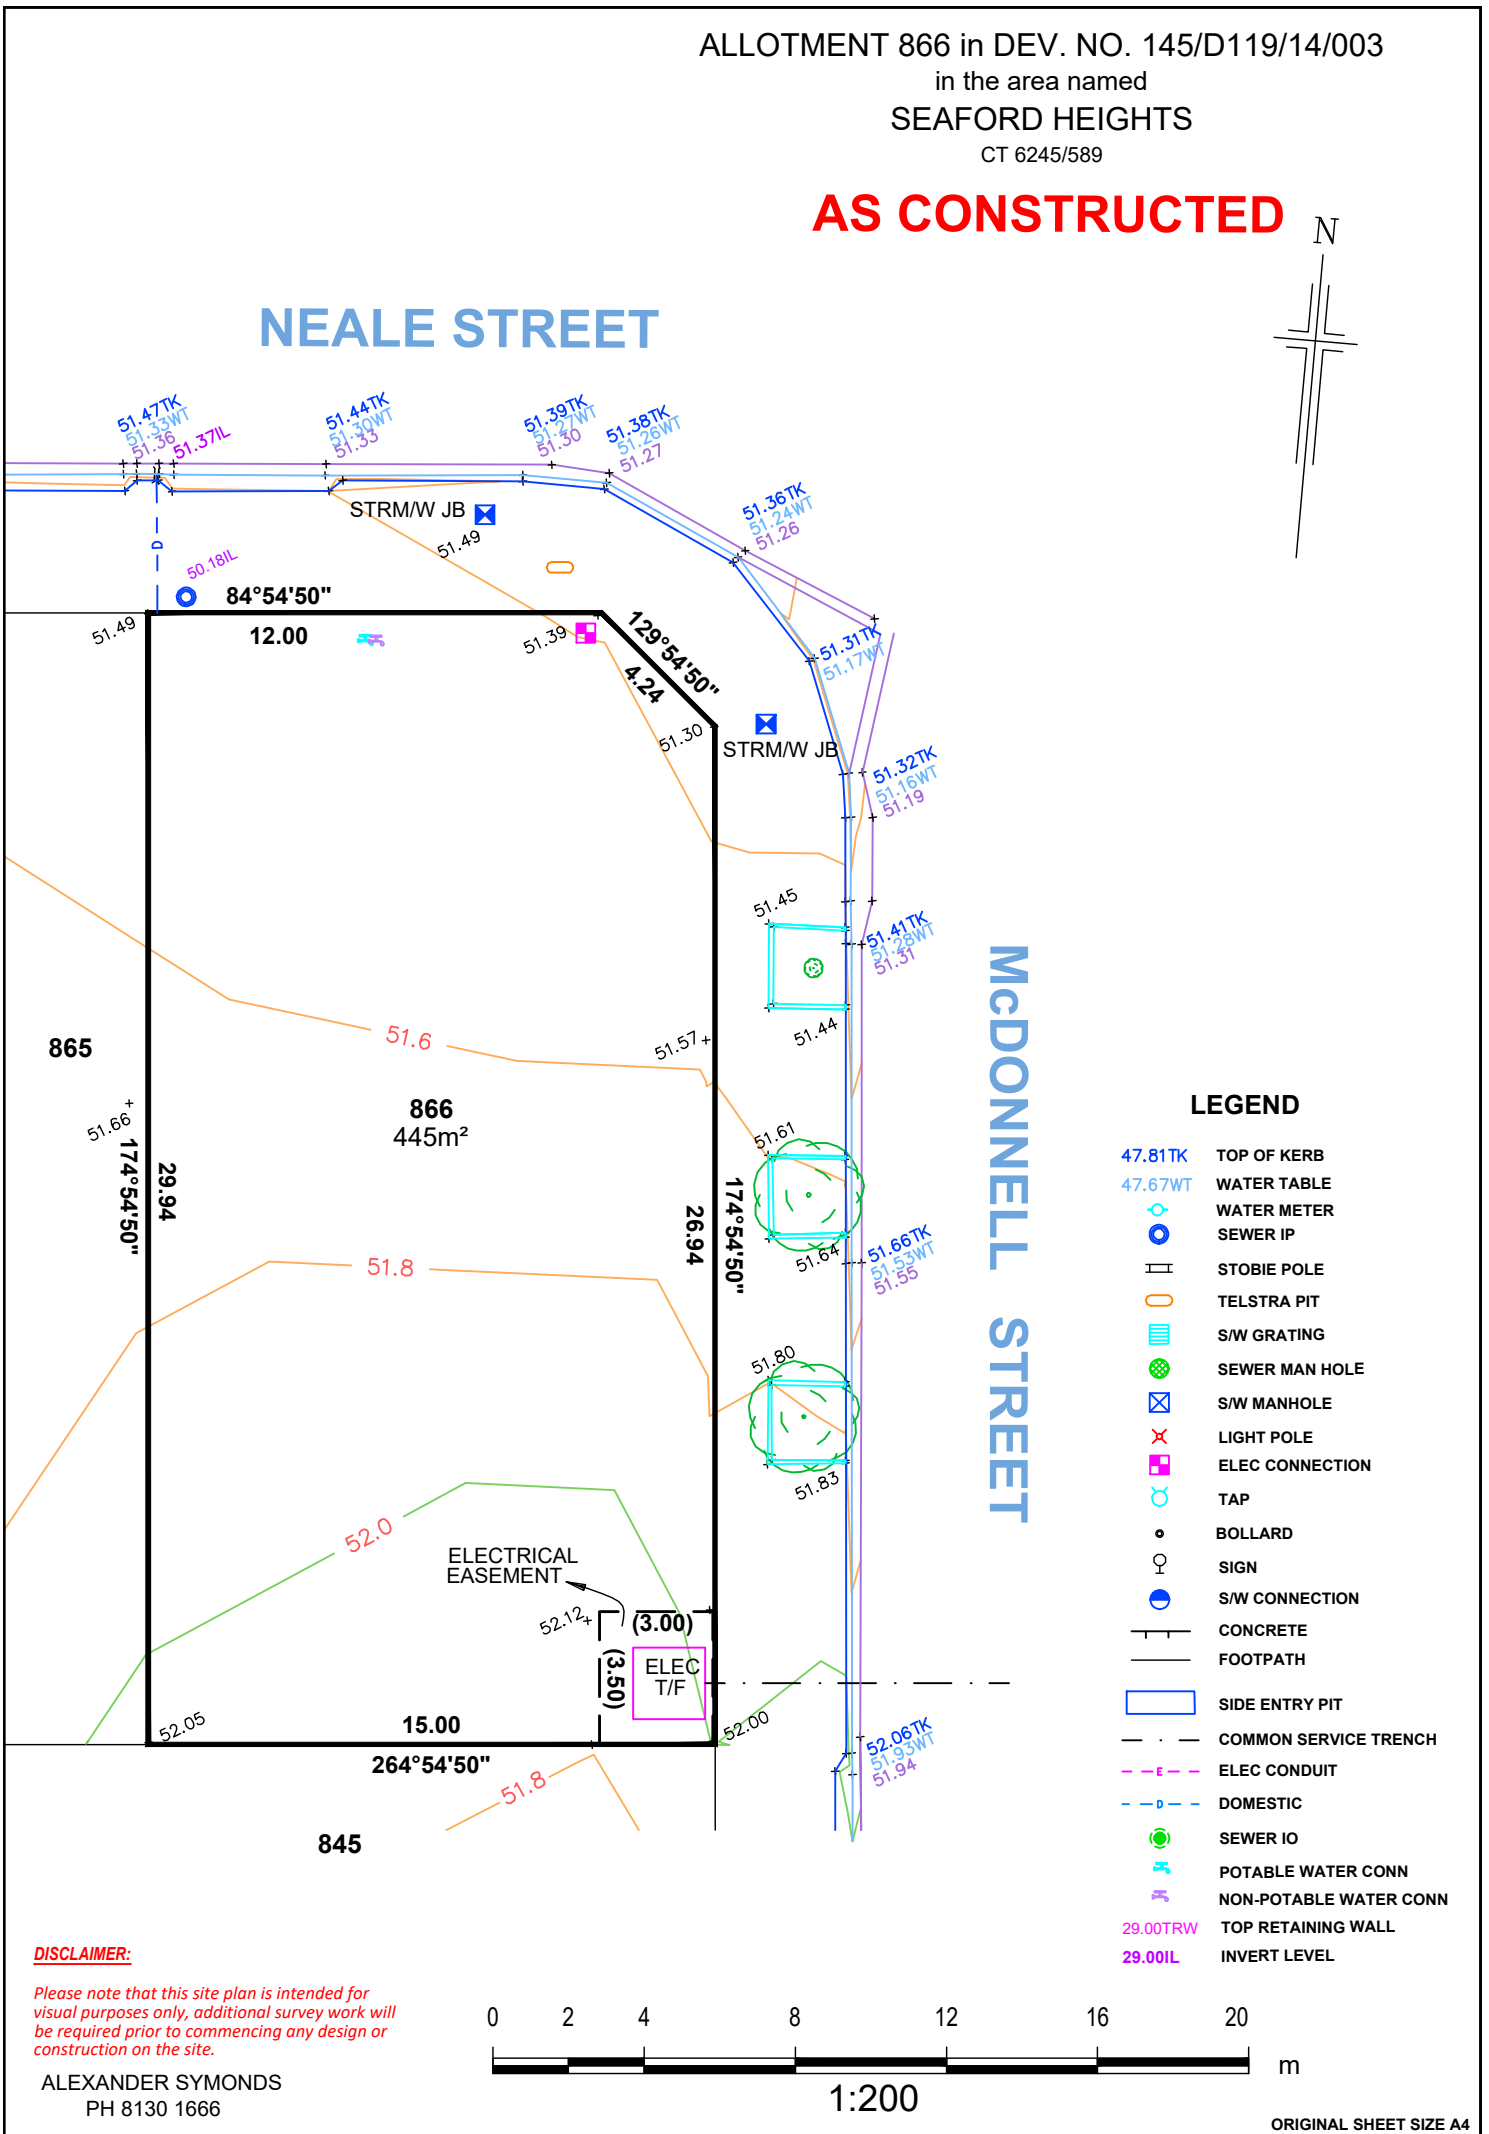 ALLOTMENT 866 in DEV. NO. 145/D119/14/003
in the area named
SEAFORD HEIGHTS
CT 6245/589
AS CONSTRUCTED
N
NEALE STREET
51.47TK
51.33WT
51.36
51.37IL
51.44TK
51.30WT
51.33
51.39TK
51.27WT
51.30
51.38TK
51.26WT
51.27
51.36TK
51.24WT
51.26
STRM/W JB
51.49
D
50.18IL
84°54'50"
12.00
51.49
51.39
129°54'50"
4.24
51.31TK
51.17WT
51.30
STRM/W JB
51.32TK
51.16WT
51.19
51.45
51.41TK
51.28WT
51.31
51.44
McDONNELL STREET
51.6
51.57
865
866
445m²
51.66
174°54'50"
29.94
51.61
174°54'50"
26.94
51.64
51.66TK
51.53WT
51.55
51.8
51.80
51.83
52.0
ELECTRICAL
EASEMENT
52.12
(3.00)
(3.50)
ELEC
T/F
52.05
15.00
264°54'50"
52.00
52.06TK
51.93WT
51.94
51.8
845
LEGEND
47.81TK TOP OF KERB
47.67WT WATER TABLE
WATER METER
SEWER IP
STOBIE POLE
TELSTRA PIT
S/W GRATING
SEWER MAN HOLE
S/W MANHOLE
LIGHT POLE
ELEC CONNECTION
TAP
BOLLARD
SIGN
S/W CONNECTION
CONCRETE
FOOTPATH
SIDE ENTRY PIT
COMMON SERVICE TRENCH
E ELEC CONDUIT
D DOMESTIC
SEWER IO
POTABLE WATER CONN
NON-POTABLE WATER CONN
29.00TRW TOP RETAINING WALL
29.00IL INVERT LEVEL
DISCLAIMER:
Please note that this site plan is intended for
visual purposes only, additional survey work will
be required prior to commencing any design or
construction on the site.
ALEXANDER SYMONDS
PH 8130 1666
0 2 4 8 12 16 20
m
1:200
ORIGINAL SHEET SIZE A4